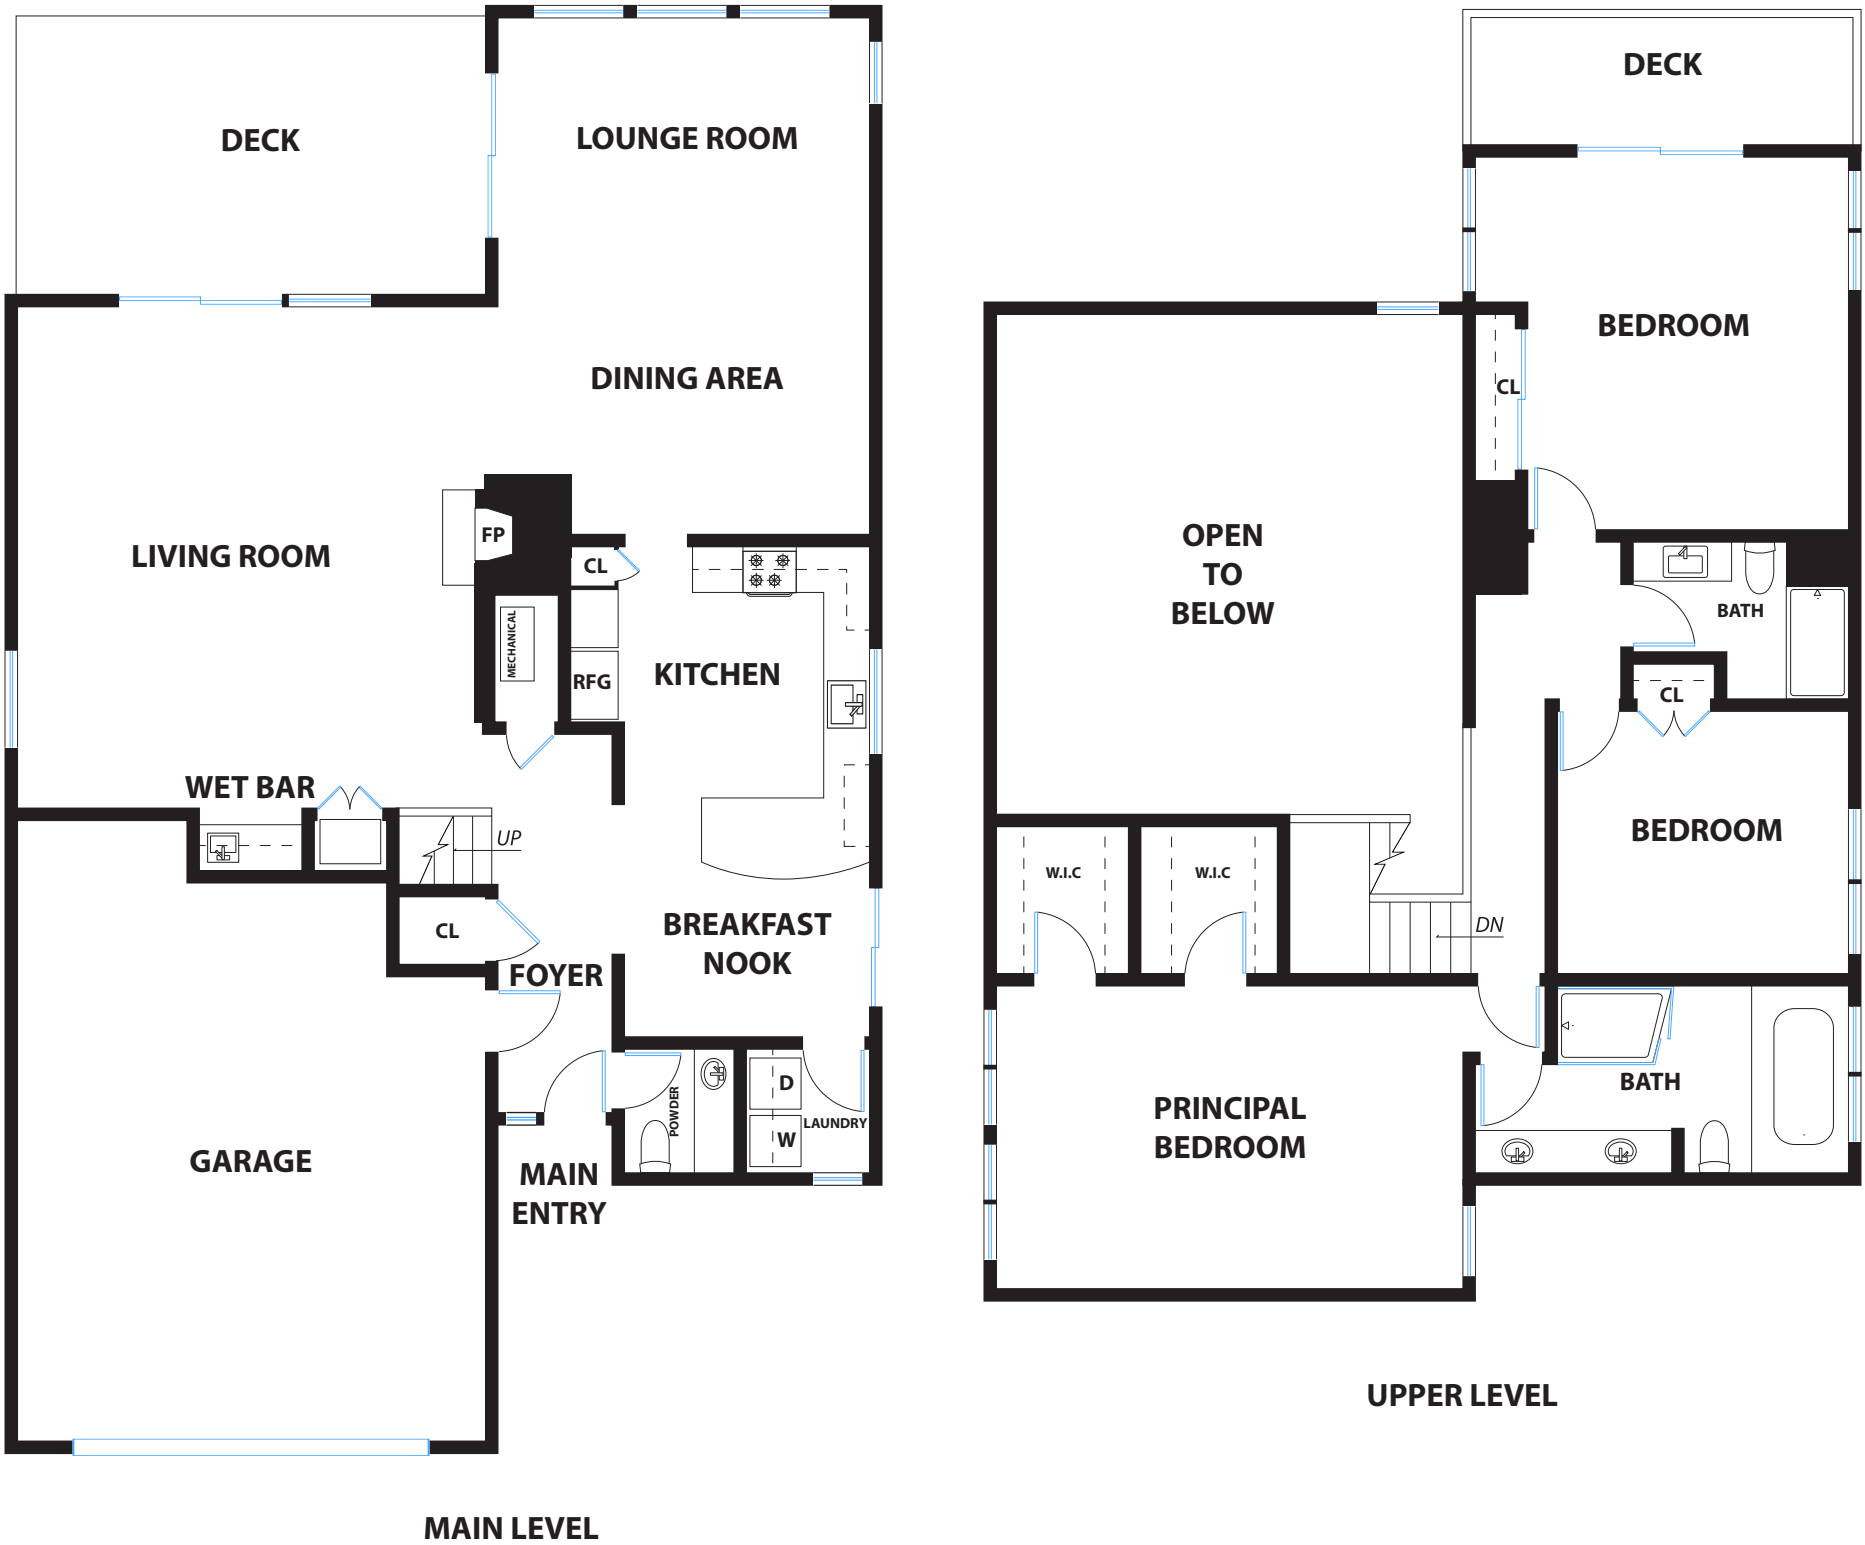 DECK
LOUNGE ROOM
DINING AREA
LIVING ROOM
FP
CL
MECHANICAL
RFG
KITCHEN
WET BAR
UP
CL
FOYER
BREAKFAST
NOOK
GARAGE
MAIN
ENTRY
POWDER
D
W
LAUNDRY
MAIN LEVEL
DECK
BEDROOM
CL
OPEN
TO
BELOW
BATH
CL
BEDROOM
W.I.C
W.I.C
DN
PRINCIPAL
BEDROOM
BATH
UPPER LEVEL